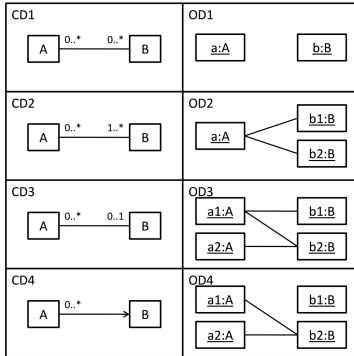 CD1
A 0..* 0..* B
OD1
a:A b:B
CD2
A 0..* 1..* B
OD2
a:A
b1:B
b2:B
CD3
A 0..* 0..1 B
OD3
a1:A b1:B
a2:A b2:B
CD4
A 0..* B
OD4
a1:A b1:B
a2:A b2:B